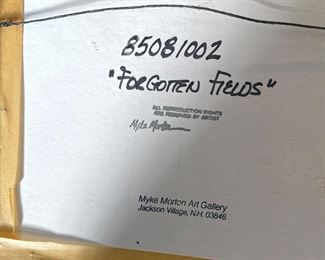 85081002
"FORGOTTEN FIELDS"
ALL REPRODUCTION RIGHTS
ARE RESERVED BY ARTIST
Myke Morton
Myke Morton Art Gallery
Jackson Village, N.H. 03846